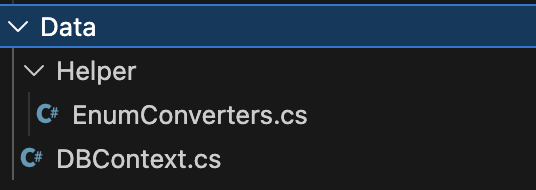 Data
Helper
C# EnumConverters.cs
C# DBContext.cs